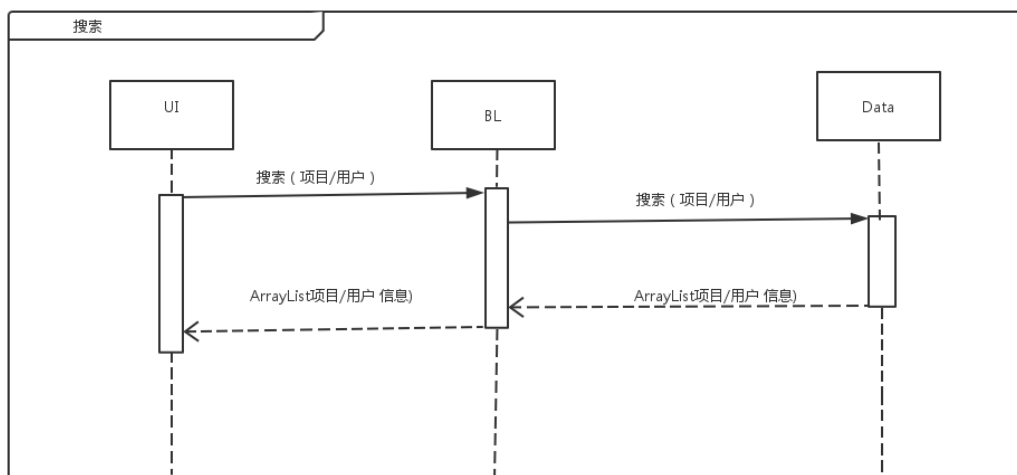 搜索
UI
BL
Data
搜索（项目/用户）
搜索（项目/用户）
ArrayList项目/用户 信息)
ArrayList项目/用户 信息)